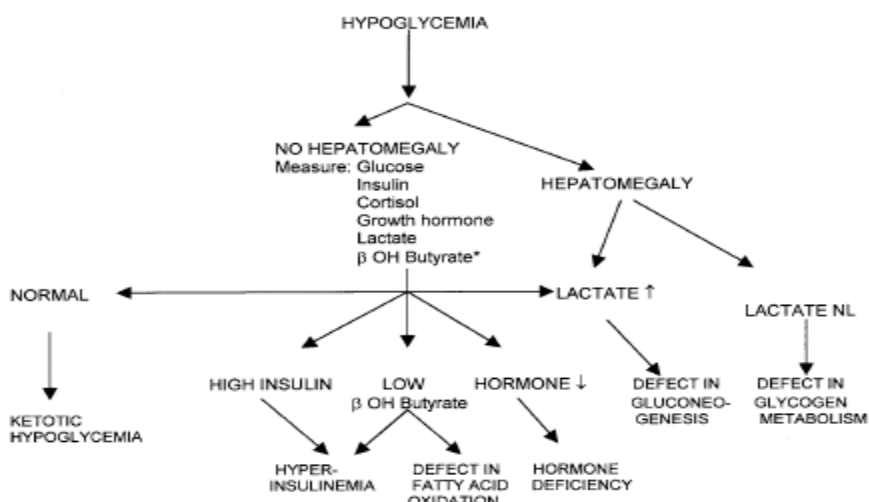 HYPOGLYCEMIA
NO HEPATOMEGALY
Measure: Glucose
Insulin
Cortisol
Growth hormone
Lactate
β OH Butyrate*
HEPATOMEGALY
NORMAL
LACTATE ↑
LACTATE NL
HIGH INSULIN
LOW
β OH Butyrate
HORMONE ↓
DEFECT IN
GLUCONEO-
GENESIS
DEFECT IN
GLYCOGEN
METABOLISM
KETOTIC
HYPOGLYCEMIA
HYPER-
INSULINEMIA
DEFECT IN
FATTY ACID
OXIDATION
HORMONE
DEFICIENCY